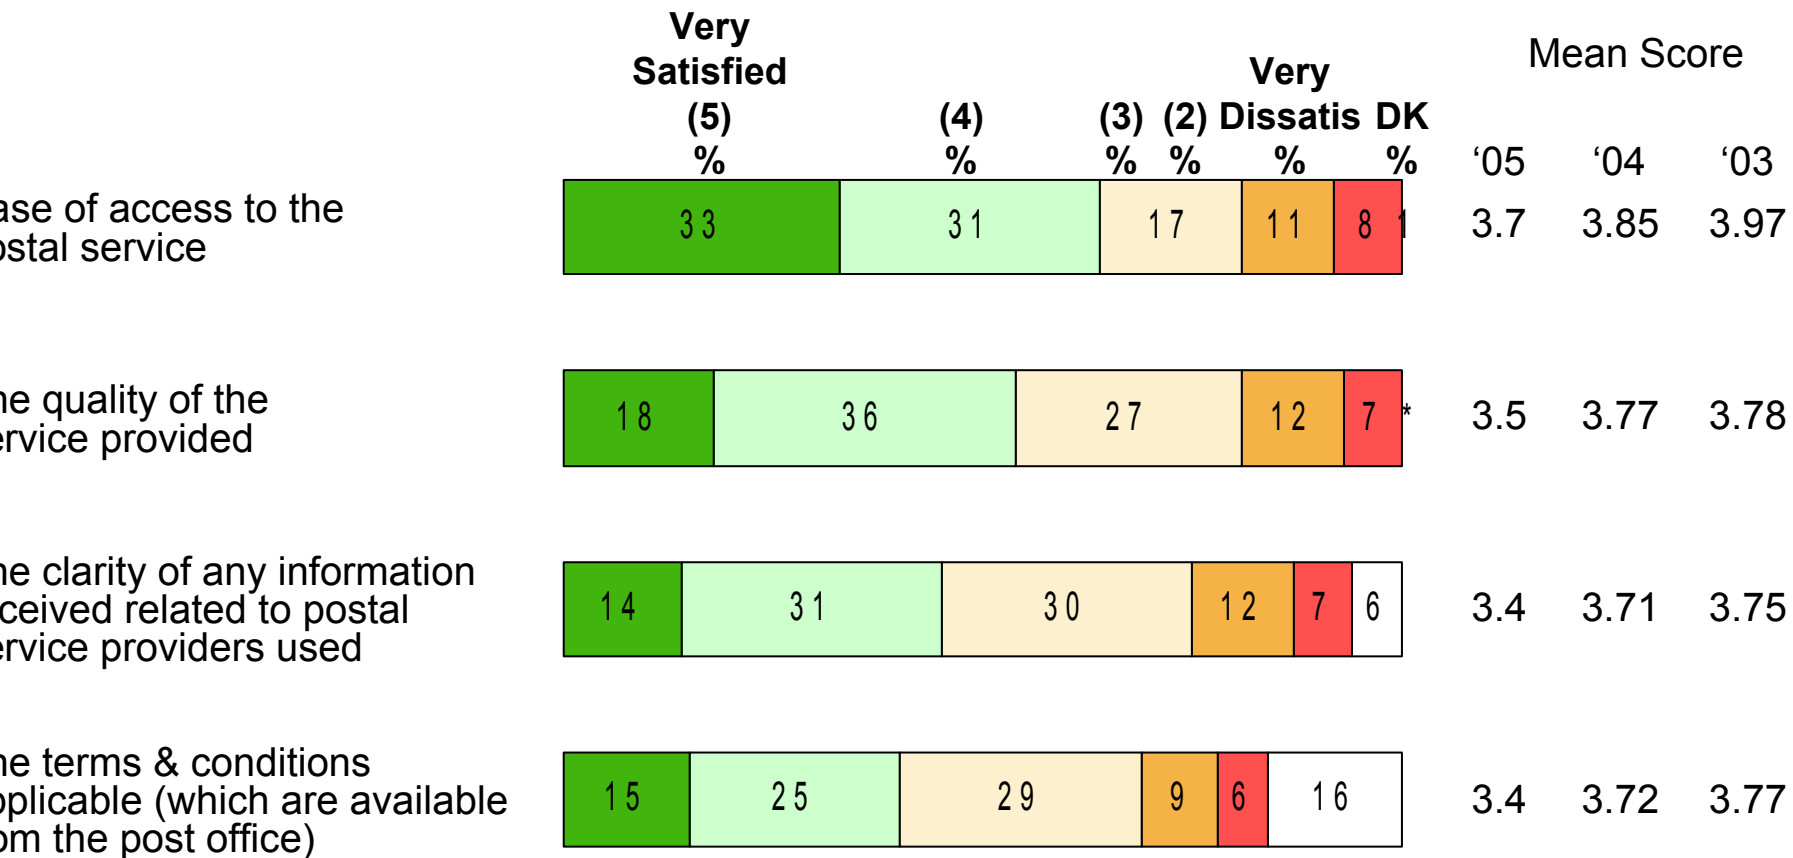 Very
Satisfied
(5)
%
(4)
%
(3)
%
(2)
%
Very
Dissatis
%
DK
%
Mean Score
‘05 ‘04 ‘03
ase of access to the
ostal service
33 31 17 11 8 1
3.7 3.85 3.97
he quality of the
ervice provided
18 36 27 12 7 *
3.5 3.77 3.78
he clarity of any information
ceived related to postal
ervice providers used
14 31 30 12 7 6
3.4 3.71 3.75
he terms & conditions
pplicable (which are available
om the post office)
15 25 29 9 6 16
3.4 3.72 3.77